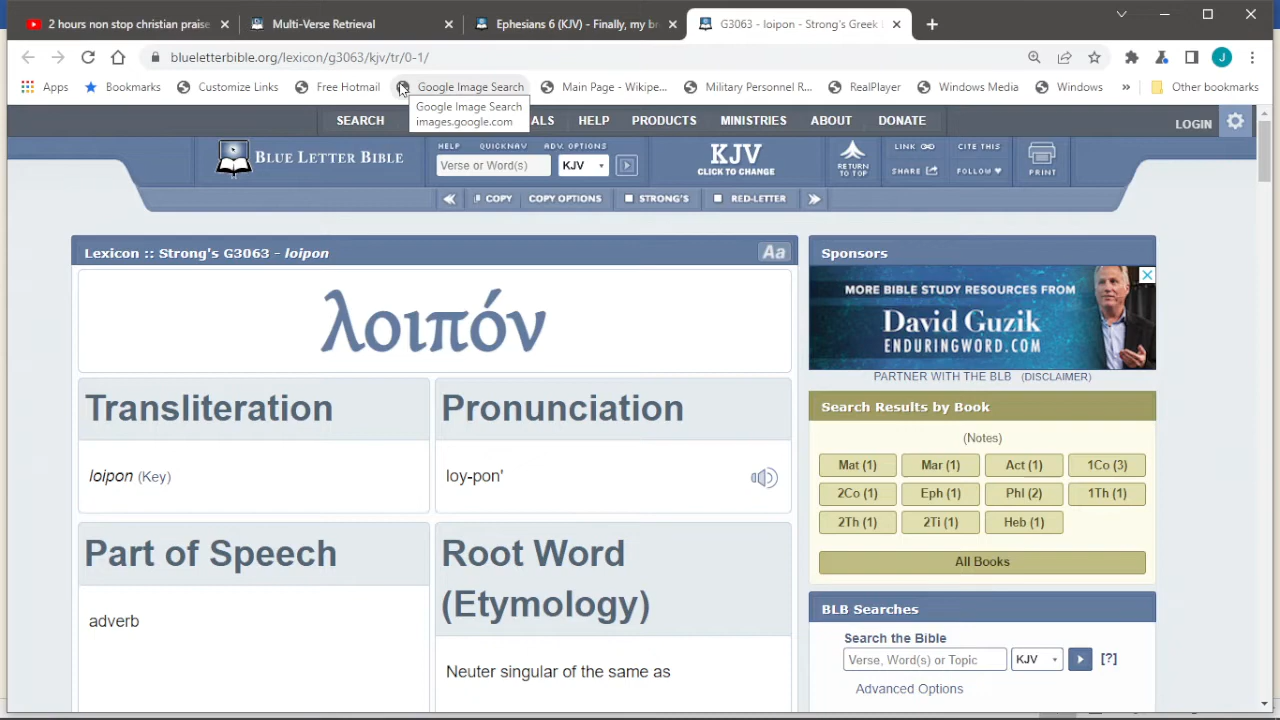 2 hours non stop christian praise
Multi-Verse Retrieval
Ephesians 6 (KJV) - Finally, my br
G3063 - loipon - Strong's Greek L
blueletterbible.org/lexicon/g3063/kjv/tr/0-1/
J
Apps
Bookmarks
Customize Links
Free Hotmail
Google Image Search
Main Page - Wikipe...
Military Personnel R...
RealPlayer
Windows Media
Windows
»
Other bookmarks
Google Image Search
images.google.com
SEARCH
ALS
HELP
PRODUCTS
MINISTRIES
ABOUT
DONATE
LOGIN
BLUE LETTER BIBLE
HELP
QUICKNAV
ADV. OPTIONS
Verse or Word(s)
KJV
KJV
CLICK TO CHANGE
RETURN
TO TOP
LINK
CITE THIS
SHARE
FOLLOW
PRINT
COPY
COPY OPTIONS
STRONG'S
RED-LETTER
Lexicon :: Strong's G3063 - loipon
Aa
λοιπόν
Transliteration
loipon (Key)
Pronunciation
loy-pon'
Part of Speech
adverb
Root Word
(Etymology)
Neuter singular of the same as
Sponsors
MORE BIBLE STUDY RESOURCES FROM
David Guzik
ENDURINGWORD.COM
PARTNER WITH THE BLB (DISCLAIMER)
Search Results by Book
(Notes)
Mat (1)
Mar (1)
Act (1)
1Co (3)
2Co (1)
Eph (1)
Phl (2)
1Th (1)
2Th (1)
2Ti (1)
Heb (1)
All Books
BLB Searches
Search the Bible
Verse, Word(s) or Topic
KJV
[?]
Advanced Options